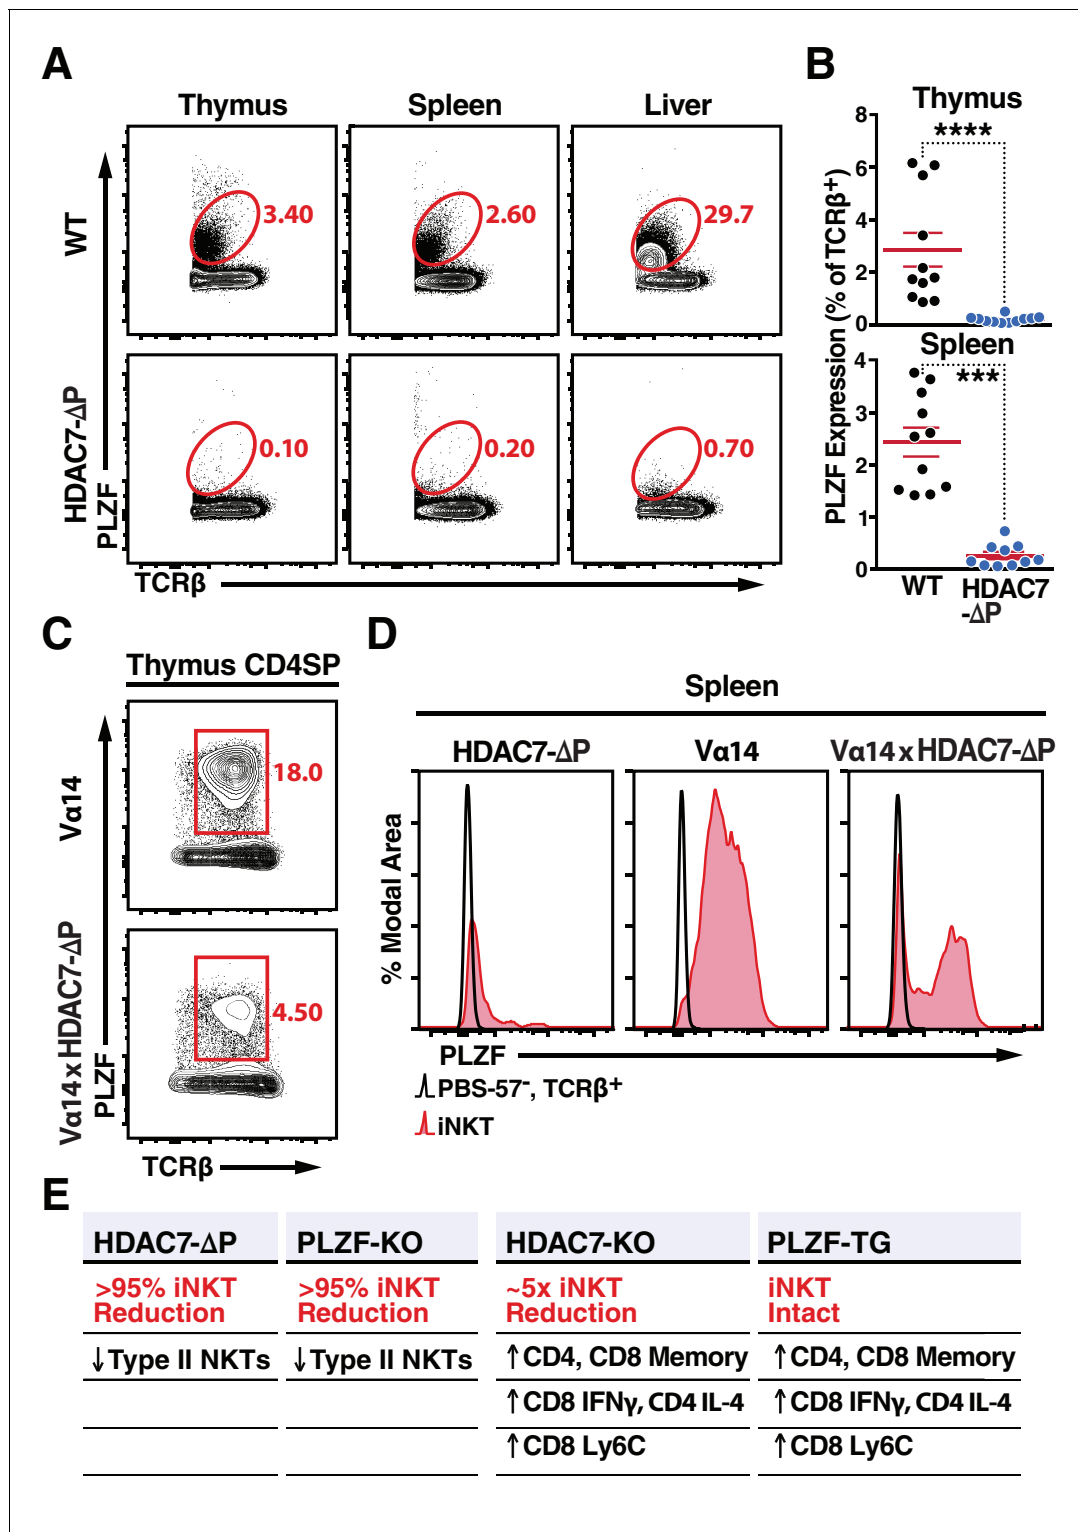 A
B
Thymus
Spleen
Liver
WT
3.40
2.60
29.7
HDAC7-ΔP
PLZF
0.10
0.20
0.70
TCRβ
PLZF Expression (% of TCRβ+)
Thymus
8
****
6
4
2
0
Spleen
4
***
3
2
1
0
WT
HDAC7
-ΔP
C
D
Thymus CD4SP
Vα14
18.0
Vα14 x HDAC7-ΔP
PLZF
4.50
TCRβ
Spleen
HDAC7-ΔP
Vα14
Vα14 x HDAC7-ΔP
% Modal Area
PLZF
PBS-57-, TCRβ+
iNKT
E
HDAC7-ΔP PLZF-KO HDAC7-KO PLZF-TG
>95% iNKT >95% iNKT ~5x iNKT iNKT
Reduction Reduction Reduction Intact
↓Type II NKTs ↓Type II NKTs ↑CD4, CD8 Memory ↑CD4, CD8 Memory
↑CD8 IFNγ, CD4 IL-4 ↑CD8 IFNγ, CD4 IL-4
↑CD8 Ly6C ↑CD8 Ly6C